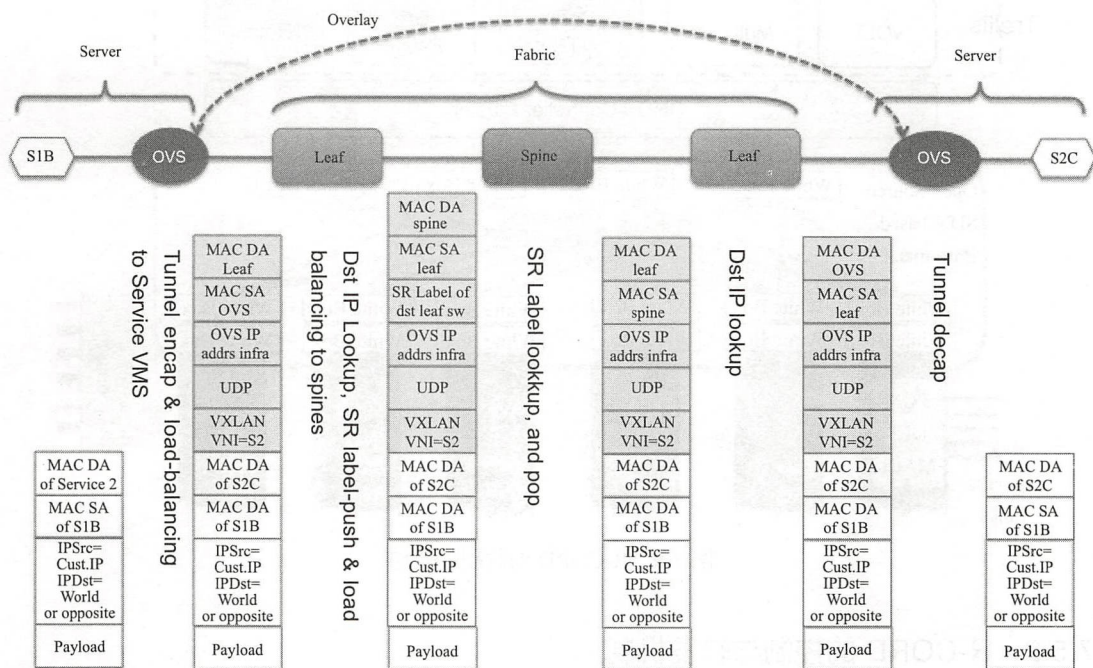 Overlay
Server
Fabric
Server
S1B
OVS
Leaf
Spine
Leaf
OVS
S2C
MAC DA
of Service 2
MAC SA
of S1B
IPSrc=
Cust.IP
IPDst=
World
or opposite
Payload
Tunnel encap & load-balancing
to Service VMS
MAC DA
Leaf
MAC SA
OVS
OVS IP
addrs infra
UDP
VXLAN
VNI=S2
MAC DA
of S2C
MAC DA
of S1B
IPSrc=
Cust.IP
IPDst=
World
or opposite
Payload
Dst IP Lookup, SR label-push & load
balancing to spines
MAC DA
spine
MAC SA
leaf
SR Label of
dst leaf sw
OVS IP
addrs infra
UDP
VXLAN
VNI=S2
MAC DA
of S2C
MAC DA
of S1B
IPSrc=
Cust.IP
IPDst=
World
or opposite
Payload
SR Label lookkup, and pop
MAC DA
leaf
MAC SA
spine
OVS IP
addrs infra
UDP
VXLAN
VNI=S2
MAC DA
of S2C
MAC DA
of S1B
IPSrc=
Cust.IP
IPDst=
World
or opposite
Payload
Dst IP lookup
MAC DA
OVS
MAC SA
leaf
OVS IP
addrs infra
UDP
VXLAN
VNI=S2
MAC DA
of S2C
MAC DA
of S1B
IPSrc=
Cust.IP
IPDst=
World
or opposite
Payload
Tunnel decap
MAC DA
of S2C
MAC SA
of S1B
IPSrc=
Cust.IP
IPDst=
World
or opposite
Payload